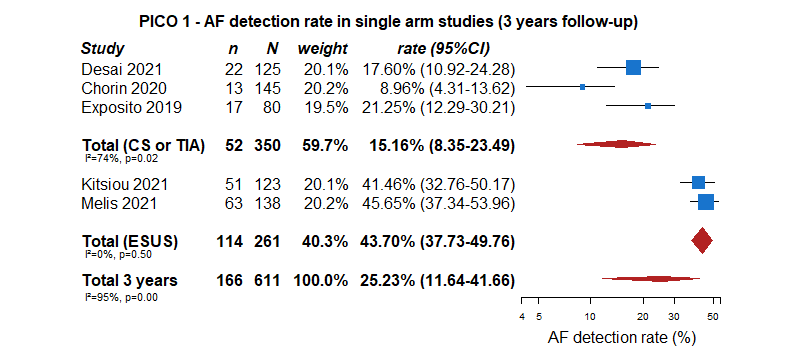 PICO 1 - AF detection rate in single arm studies (3 years follow-up)
Study n N weight rate (95%CI)
Desai 2021 22 125 20.1% 17.60% (10.92-24.28)
Chorin 2020 13 145 20.2% 8.96% (4.31-13.62)
Exposito 2019 17 80 19.5% 21.25% (12.29-30.21)
Total (CS or TIA) 52 350 59.7% 15.16% (8.35-23.49)
I²=74%, p=0.02
Kitsiou 2021 51 123 20.1% 41.46% (32.76-50.17)
Melis 2021 63 138 20.2% 45.65% (37.34-53.96)
Total (ESUS) 114 261 40.3% 43.70% (37.73-49.76)
I²=0%, p=0.50
Total 3 years 166 611 100.0% 25.23% (11.64-41.66)
I²=95%, p=0.00
4 5 10 20 30 50
AF detection rate (%)